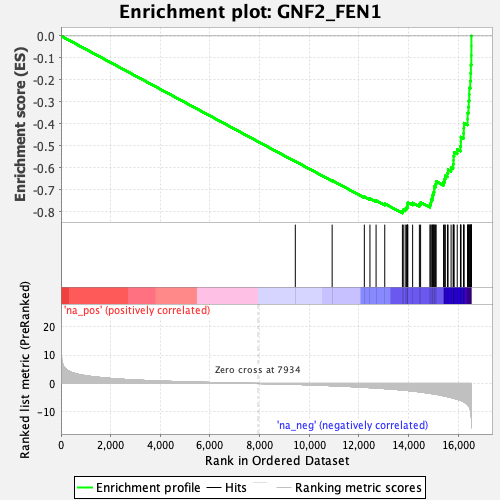 Enrichment plot: GNF2_FEN1
Enrichment score (ES)
0.0
-0.1
-0.2
-0.3
-0.4
-0.5
-0.6
-0.7
-0.8
'na_pos' (positively correlated)
Ranked list metric (PreRanked)
20
10
0
-10
Zero cross at 7934
'na_neg' (negatively correlated)
0
2,000
4,000
6,000
8,000
10,000
12,000
14,000
16,000
Rank in Ordered Dataset
Enrichment profile
Hits
Ranking metric scores